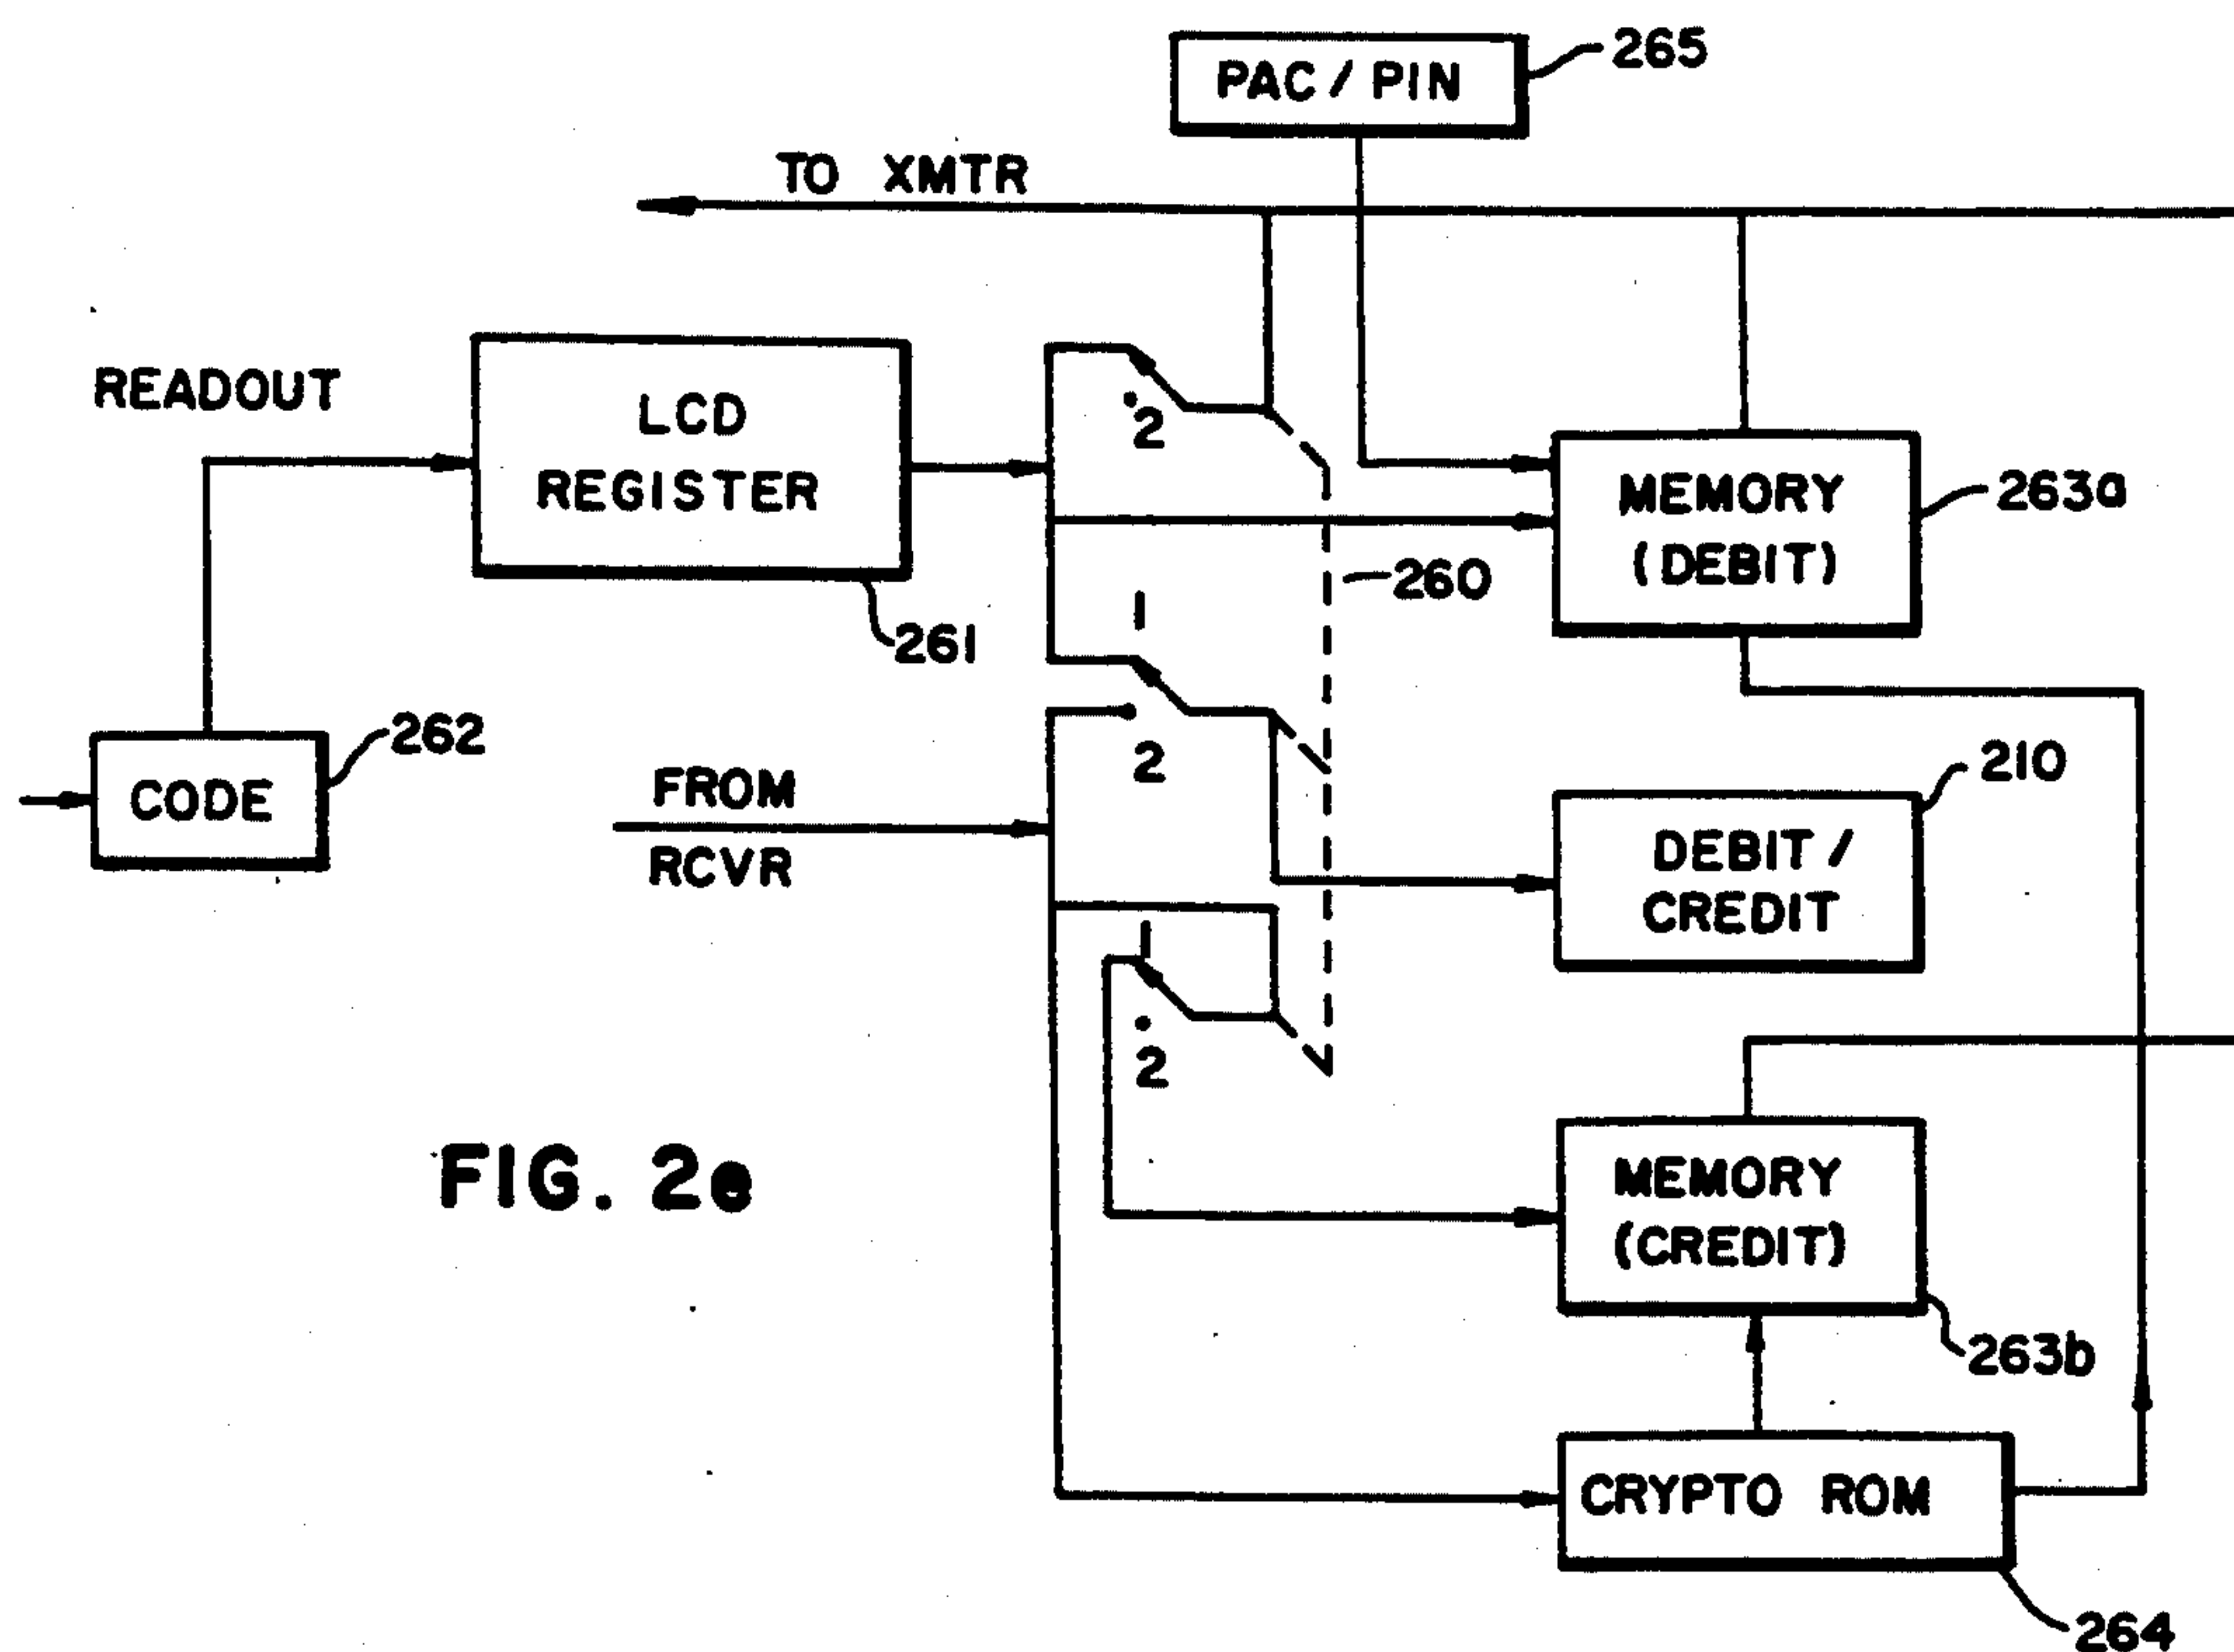 265
PAC / PIN
TO XMTR
READOUT
LCD
REGISTER
2
MEMORY
(DEBIT)
263a
260
1
261
262
CODE
2
FROM
RCVR
210
DEBIT /
CREDIT
1
2
FIG. 2e
MEMORY
(CREDIT)
263b
CRYPTO ROM
264